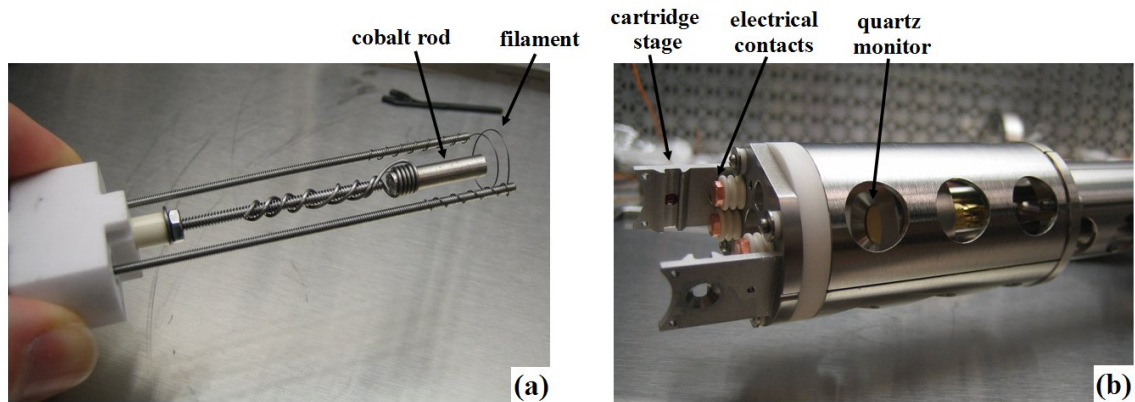 cobalt rod
filament
cartridge
stage
electrical
contacts
quartz
monitor
(a)
(b)